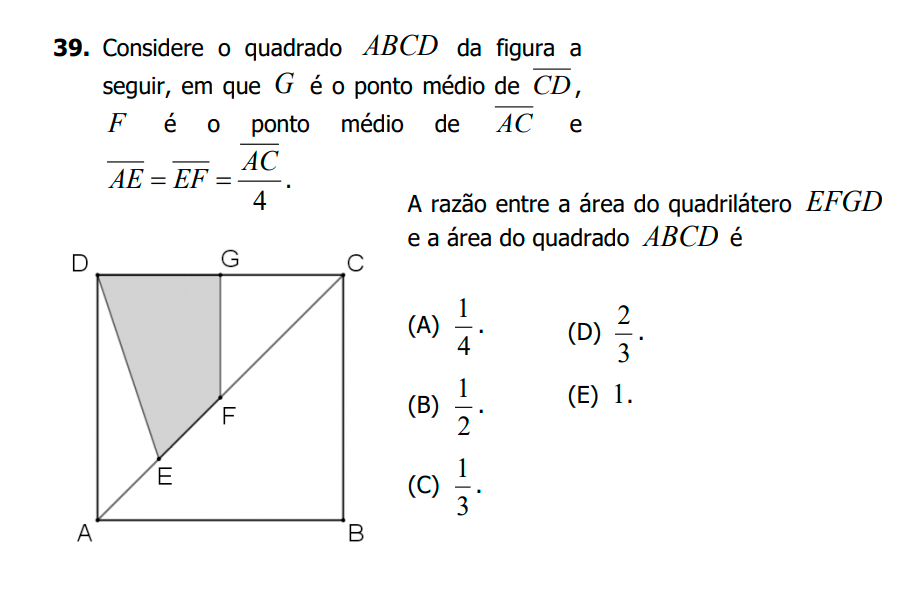 39. Considere o quadrado ABCD da figura a
seguir, em que G é o ponto médio de CD,
F é o ponto médio de AC e
AE = EF = AC/4.
A razão entre a área do quadrilátero EFGD
e a área do quadrado ABCD é
D G C
F
E
A B
(A) 1/4.
(D) 2/3.
(B) 1/2.
(E) 1.
(C) 1/3.